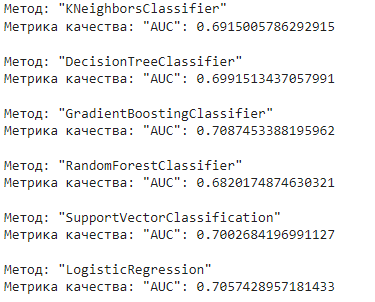 Метод: "KNeighborsClassifier"
Метрика качества: "AUC": 0.6915005786292915
Метод: "DecisionTreeClassifier"
Метрика качества: "AUC": 0.6991513437057991
Метод: "GradientBoostingClassifier"
Метрика качества: "AUC": 0.7087453388195962
Метод: "RandomForestClassifier"
Метрика качества: "AUC": 0.6820174874630321
Метод: "SupportVectorClassification"
Метрика качества: "AUC": 0.7002684196991127
Метод: "LogisticRegression"
Метрика качества: "AUC": 0.7057428957181433